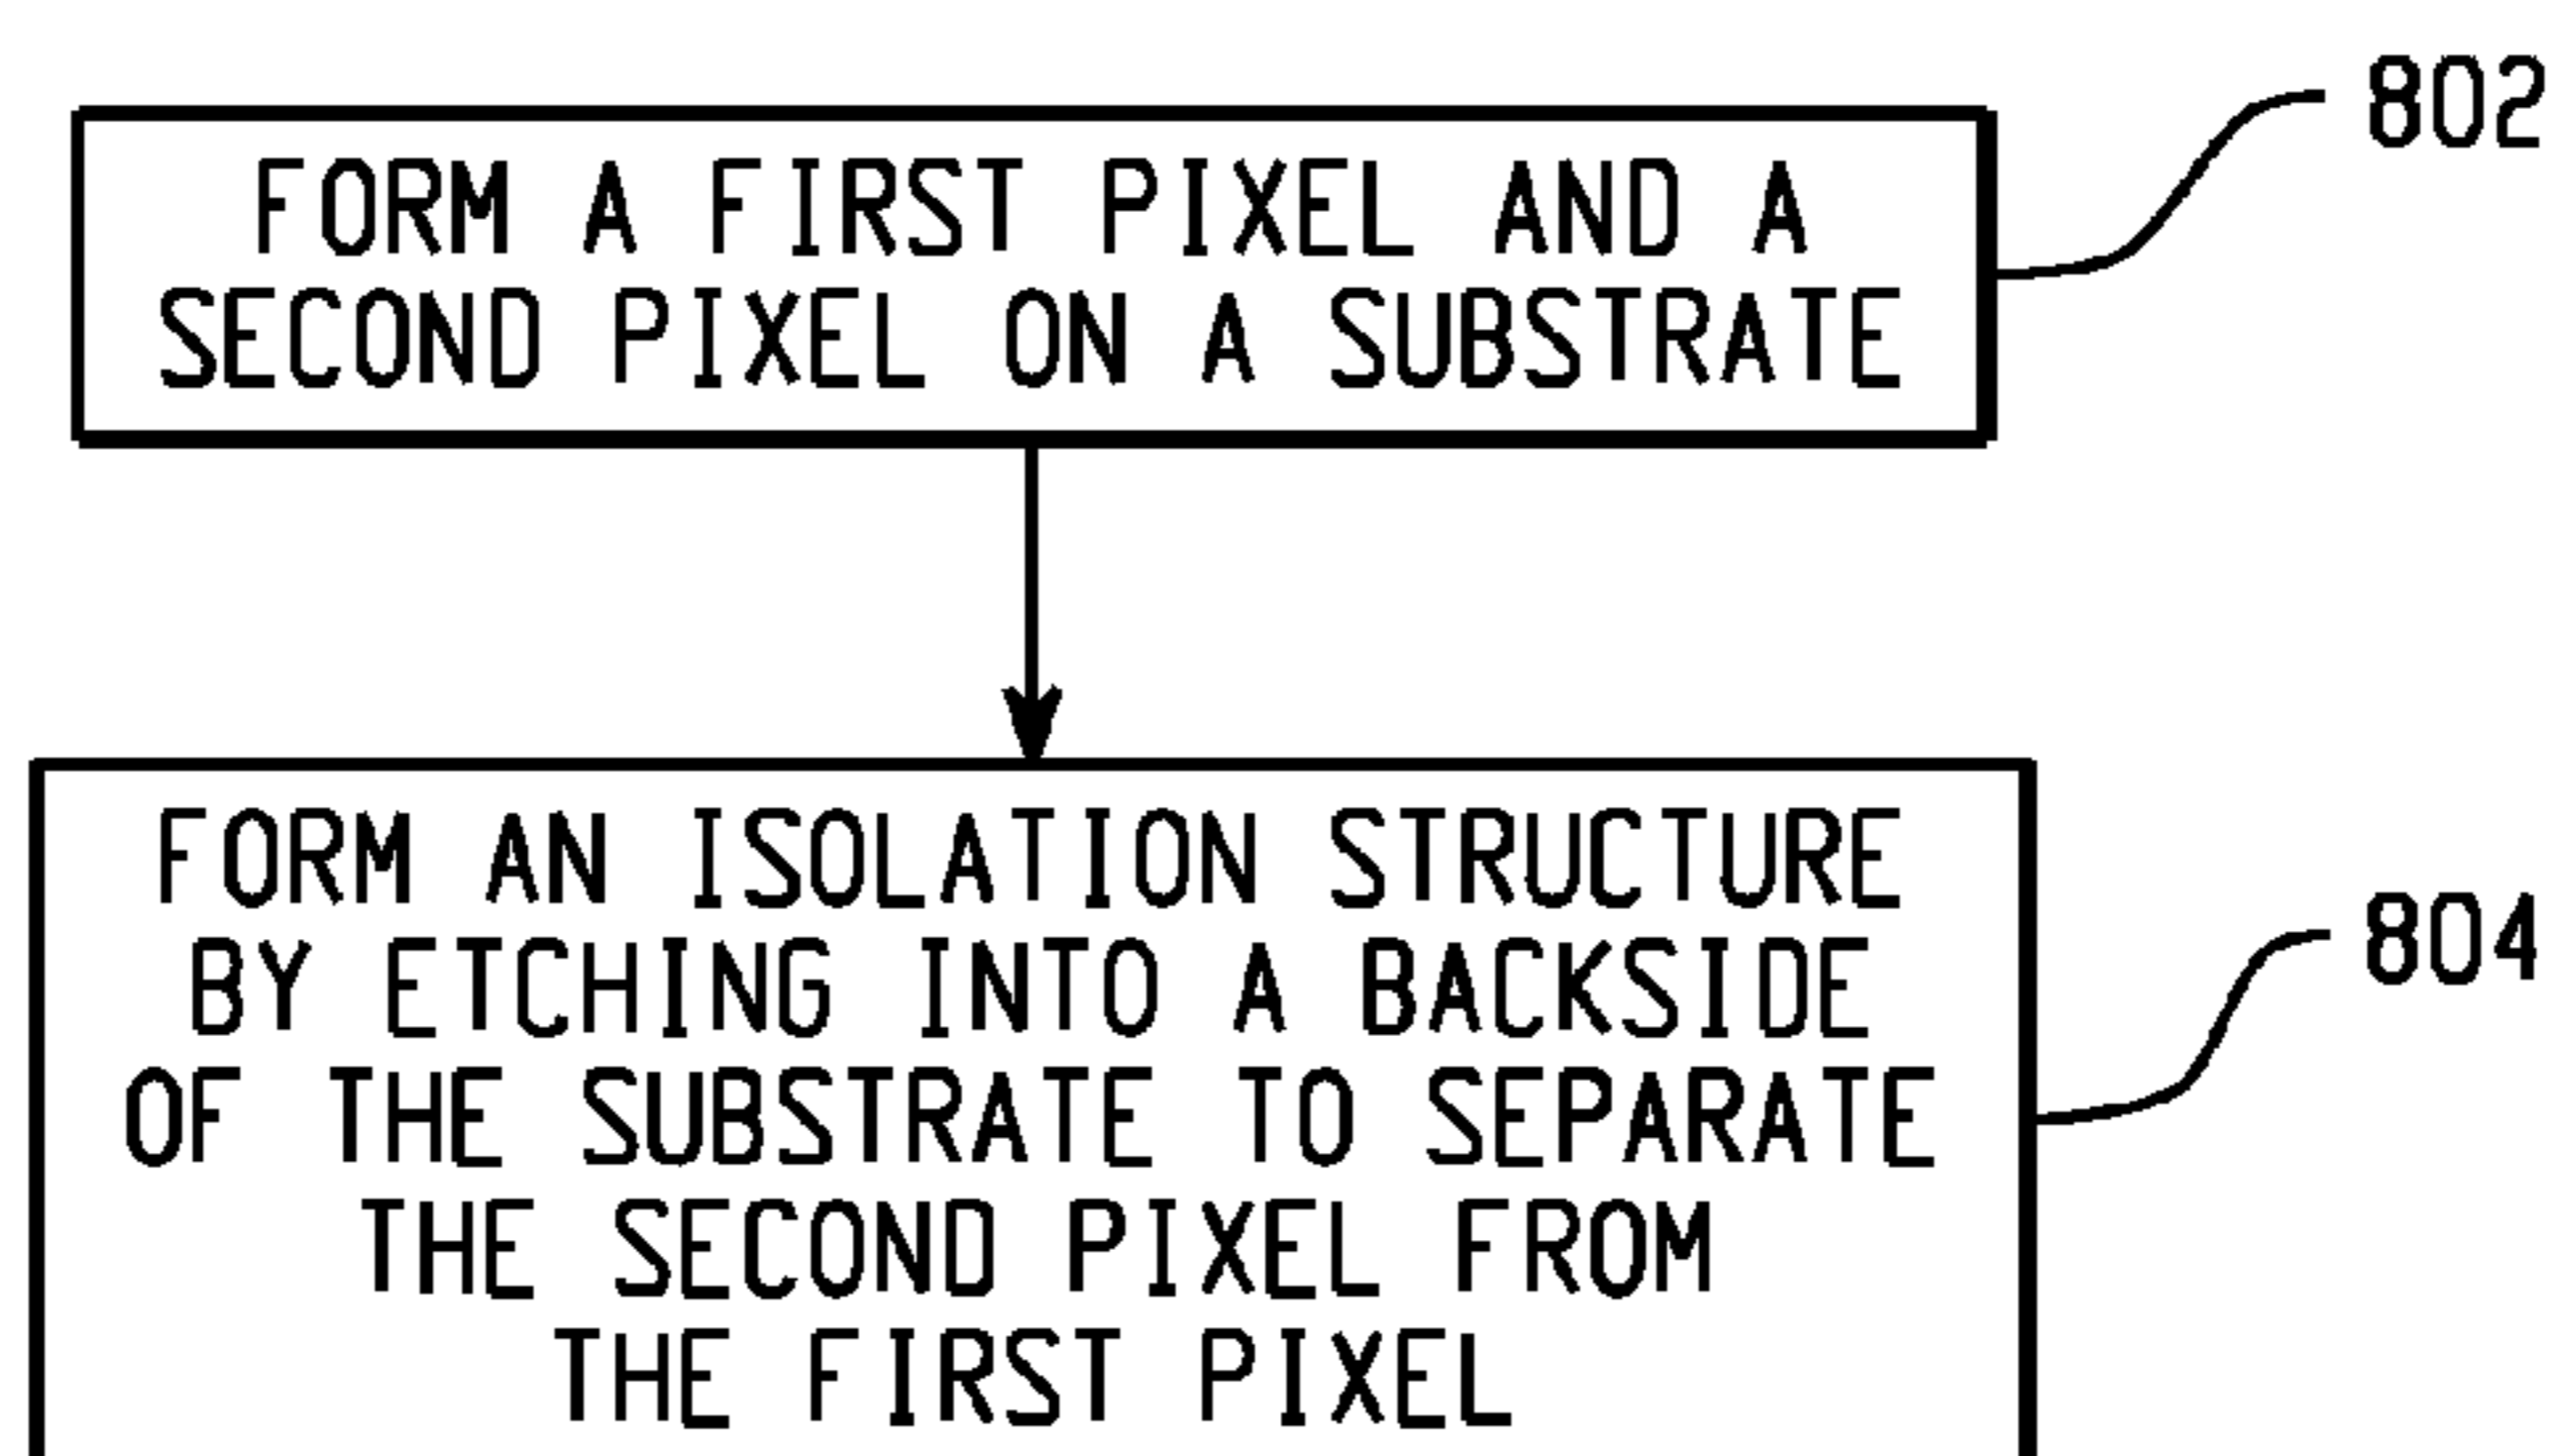 802
FORM A FIRST PIXEL AND A
SECOND PIXEL ON A SUBSTRATE
FORM AN ISOLATION STRUCTURE
BY ETCHING INTO A BACKSIDE
OF THE SUBSTRATE TO SEPARATE
THE SECOND PIXEL FROM
THE FIRST PIXEL
804